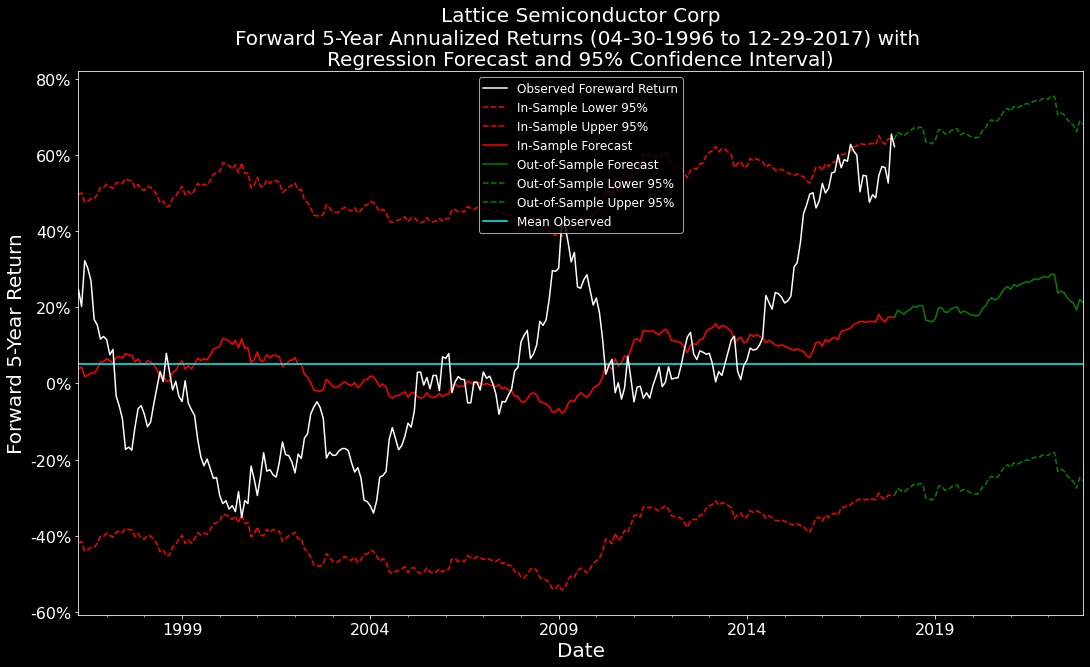 Lattice Semiconductor Corp
Forward 5-Year Annualized Returns (04-30-1996 to 12-29-2017) with
Regression Forecast and 95% Confidence Interval)
80%
60%
40%
20%
0%
-20%
-40%
-60%
Forward 5-Year Return
Observed Foreward Return
In-Sample Lower 95%
In-Sample Upper 95%
In-Sample Forecast
Out-of-Sample Forecast
Out-of-Sample Lower 95%
Out-of-Sample Upper 95%
Mean Observed
1999
2004
2009
2014
2019
Date